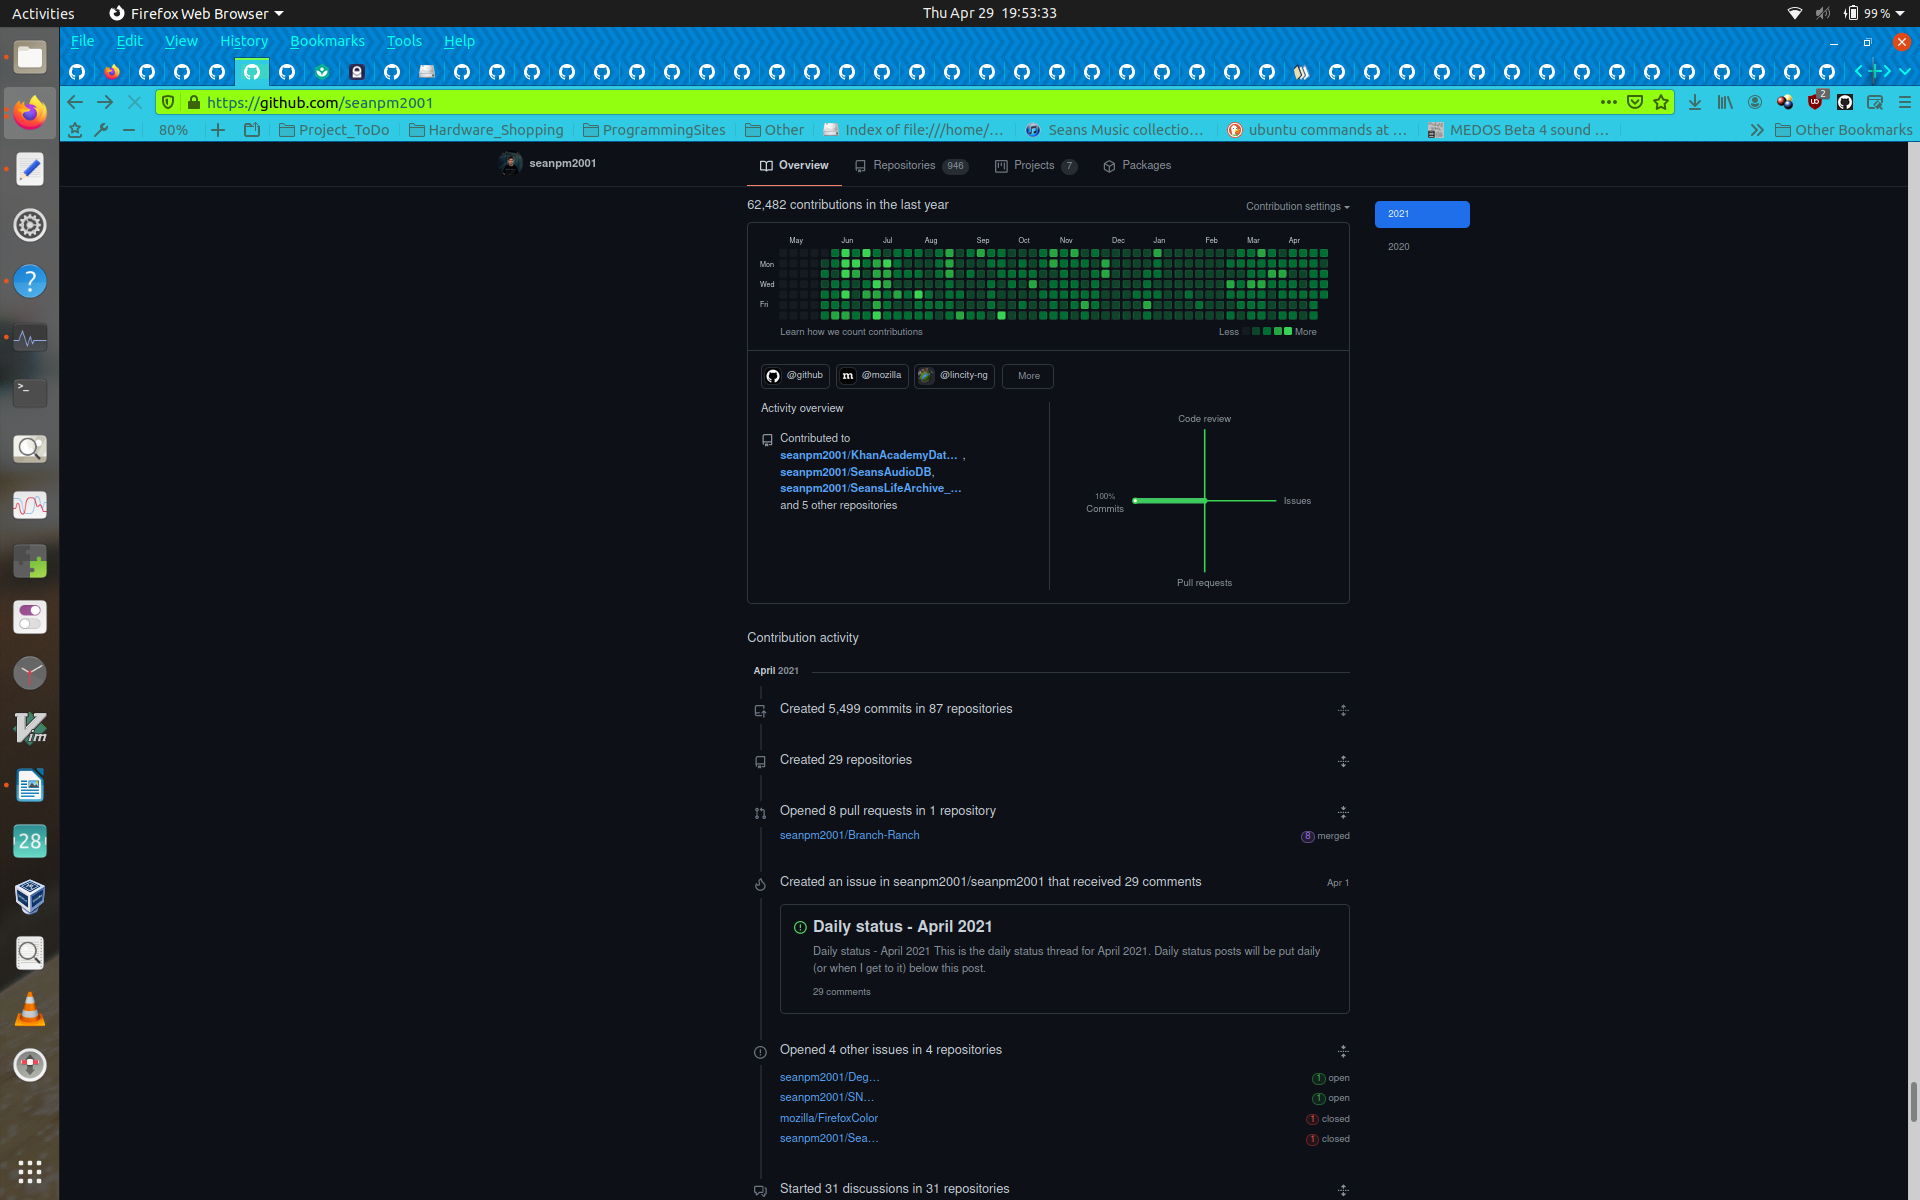 Activities
Firefox Web Browser
Thu Apr 29 19:53:33
99 %
File Edit View History Bookmarks Tools Help
https://github.com/seanpm2001
2
80%
Project_ToDo
Hardware_Shopping
ProgrammingSites
Other
Index of file:///home/...
Seans Music collectio...
ubuntu commands at ...
MEDOS Beta 4 sound ...
Other Bookmarks
seanpm2001
Overview
Repositories 946
Projects 7
Packages
62,482 contributions in the last year
Contribution settings
2021
2020
May Jun Jul Aug Sep Oct Nov Dec Jan Feb Mar Apr
Mon
Wed
Fri
Learn how we count contributions
Less
More
@github
m @mozilla
@lincity-ng
More
Activity overview
Contributed to
seanpm2001/KhanAcademyDat... ,
seanpm2001/SeansAudioDB,
seanpm2001/SeansLifeArchive_...
and 5 other repositories
Code review
100%
Commits
Issues
Pull requests
Contribution activity
April 2021
Created 5,499 commits in 87 repositories
Created 29 repositories
Opened 8 pull requests in 1 repository
seanpm2001/Branch-Ranch
8 merged
Created an issue in seanpm2001/seanpm2001 that received 29 comments
Apr 1
Daily status - April 2021
Daily status - April 2021 This is the daily status thread for April 2021. Daily status posts will be put daily
(or when I get to it) below this post.
29 comments
Opened 4 other issues in 4 repositories
seanpm2001/Deg...
1 open
seanpm2001/SN...
1 open
mozilla/FirefoxColor
1 closed
seanpm2001/Sea...
1 closed
Started 31 discussions in 31 repositories
28
Vim